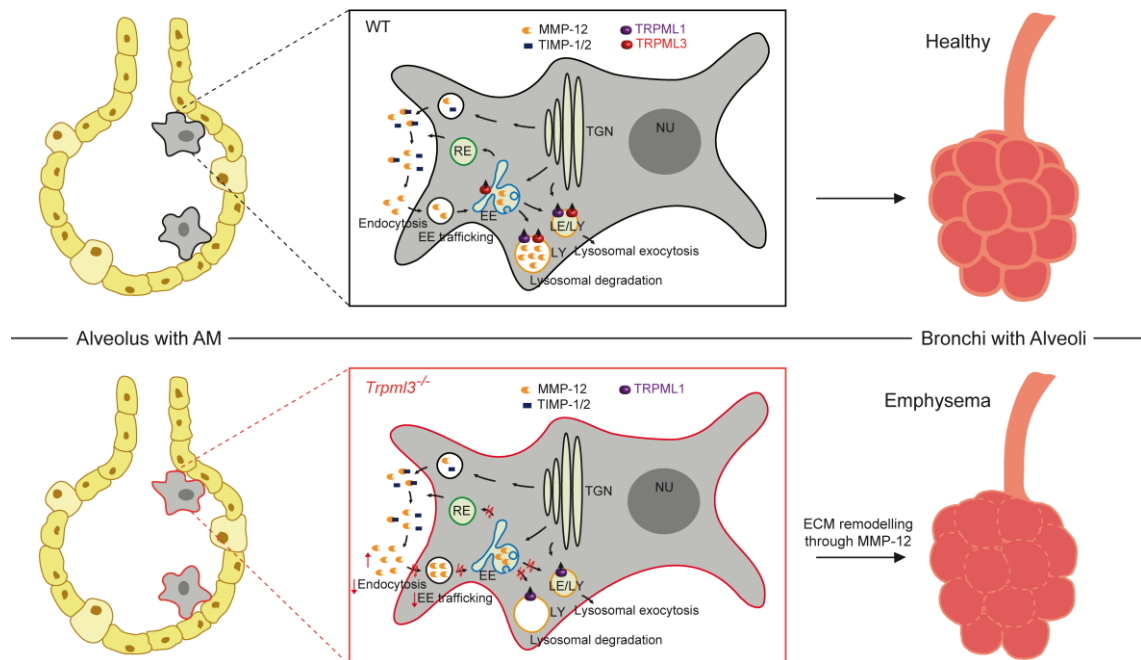 WT
MMP-12
TRPML1
TIMP-1/2
TRPML3
TGN
NU
RE
EE
Endocytosis
EE trafficking
LE/LY
LY
Lysosomal exocytosis
Lysosomal degradation
Healthy
Alveolus with AM
Bronchi with Alveoli
Trpml3-/-
MMP-12
TRPML1
TIMP-1/2
TGN
NU
RE
EE
Endocytosis
EE trafficking
LE/LY
LY
Lysosomal exocytosis
Lysosomal degradation
ECM remodelling
through MMP-12
Emphysema